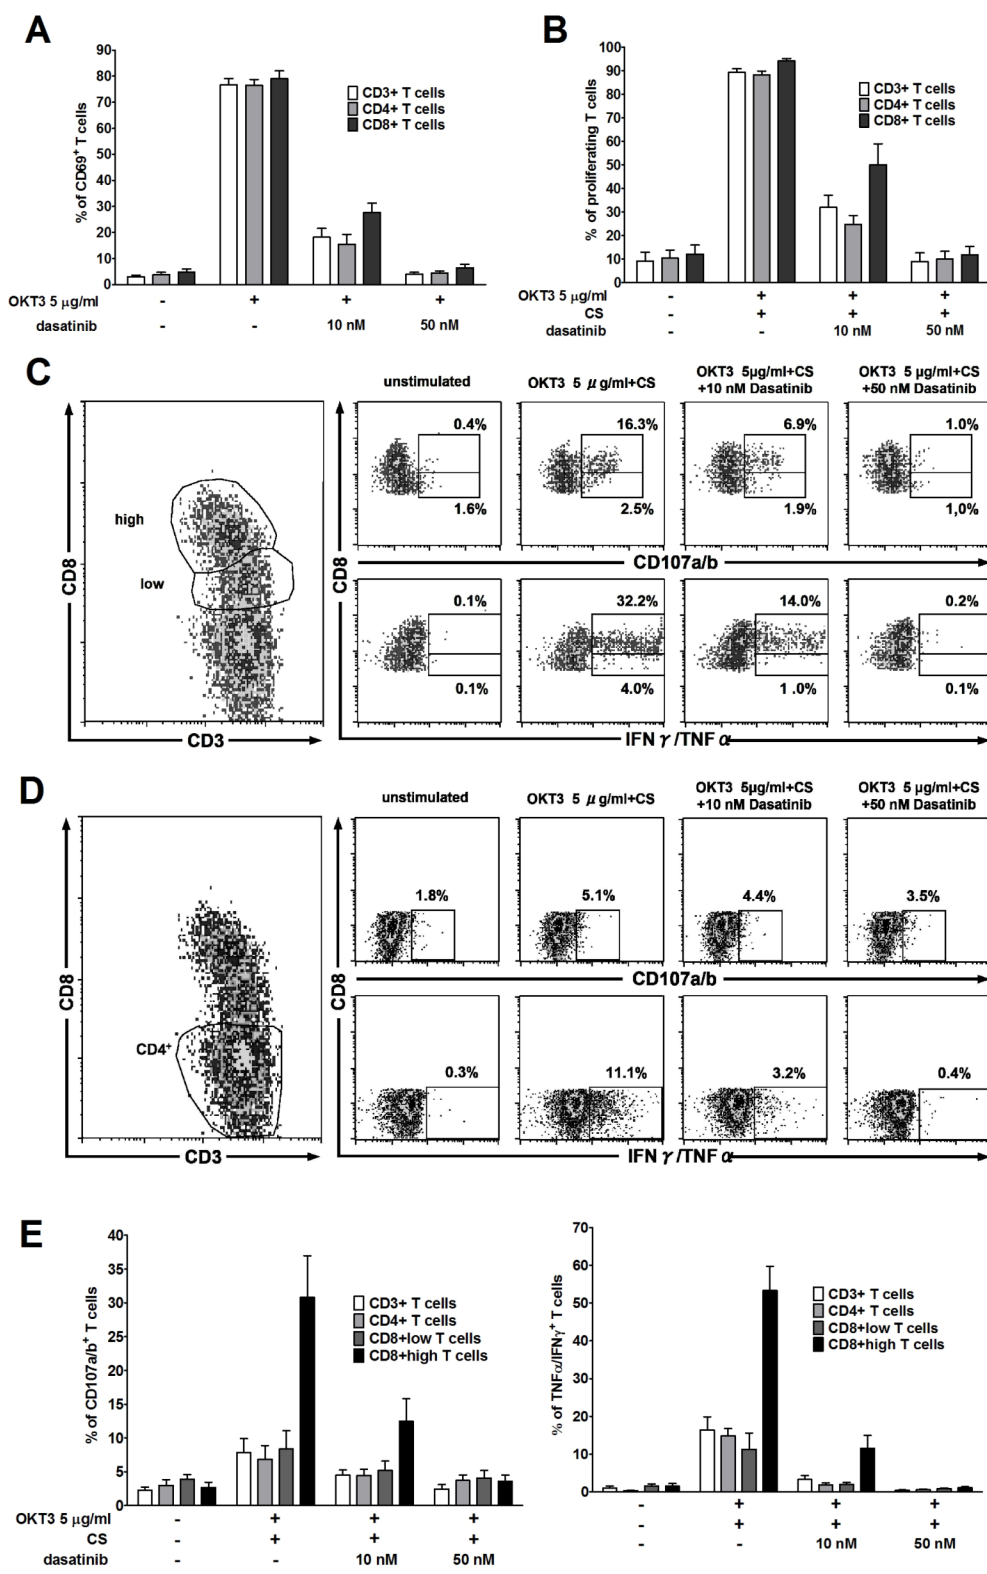 A
90
80
70
60
50
40
30
20
10
0
% of CD69+ T cells
CD3+ T cells
CD4+ T cells
CD8+ T cells
OKT3 5 μg/ml - + + +
dasatinib - - 10 nM 50 nM
B
100
90
80
70
60
50
40
30
20
10
0
% of proliferating T cells
CD3+ T cells
CD4+ T cells
CD8+ T cells
OKT3 5 μg/ml - + + +
CS - + + +
dasatinib - - 10 nM 50 nM
C
high
low
CD8
CD3
unstimulated
OKT3 5 μg/ml+CS
OKT3 5μg/ml+CS
+10 nM Dasatinib
OKT3 5 μg/ml+CS
+50 nM Dasatinib
0.4% 16.3% 6.9% 1.0%
1.6% 2.5% 1.9% 1,0%
CD107a/b
CD8
0.1% 32.2% 14.0% 0.2%
0.1% 4.0% 1.0% 0.1%
IFN γ/TNF α
D
CD4+
CD8
CD3
unstimulated
OKT3 5 μg/ml+CS
OKT3 5μg/ml+CS
+10 nM Dasatinib
OKT3 5 μg/ml+CS
+50 nM Dasatinib
1.8% 5.1% 4.4% 3.5%
CD107a/b
CD8
0.3% 11.1% 3.2% 0.4%
IFN γ/TNF α
E
40
35
30
25
20
15
10
5
0
% of CD107a/b+ T cells
CD3+ T cells
CD4+ T cells
CD8+low T cells
CD8+high T cells
OKT3 5 μg/ml - + + +
CS - + + +
dasatinib - - 10 nM 50 nM
70
60
50
40
30
20
10
0
% of TNFα/IFNγ+ T cells
CD3+ T cells
CD4+ T cells
CD8+low T cells
CD8+high T cells
- + + +
- + + +
- - 10 nM 50 nM